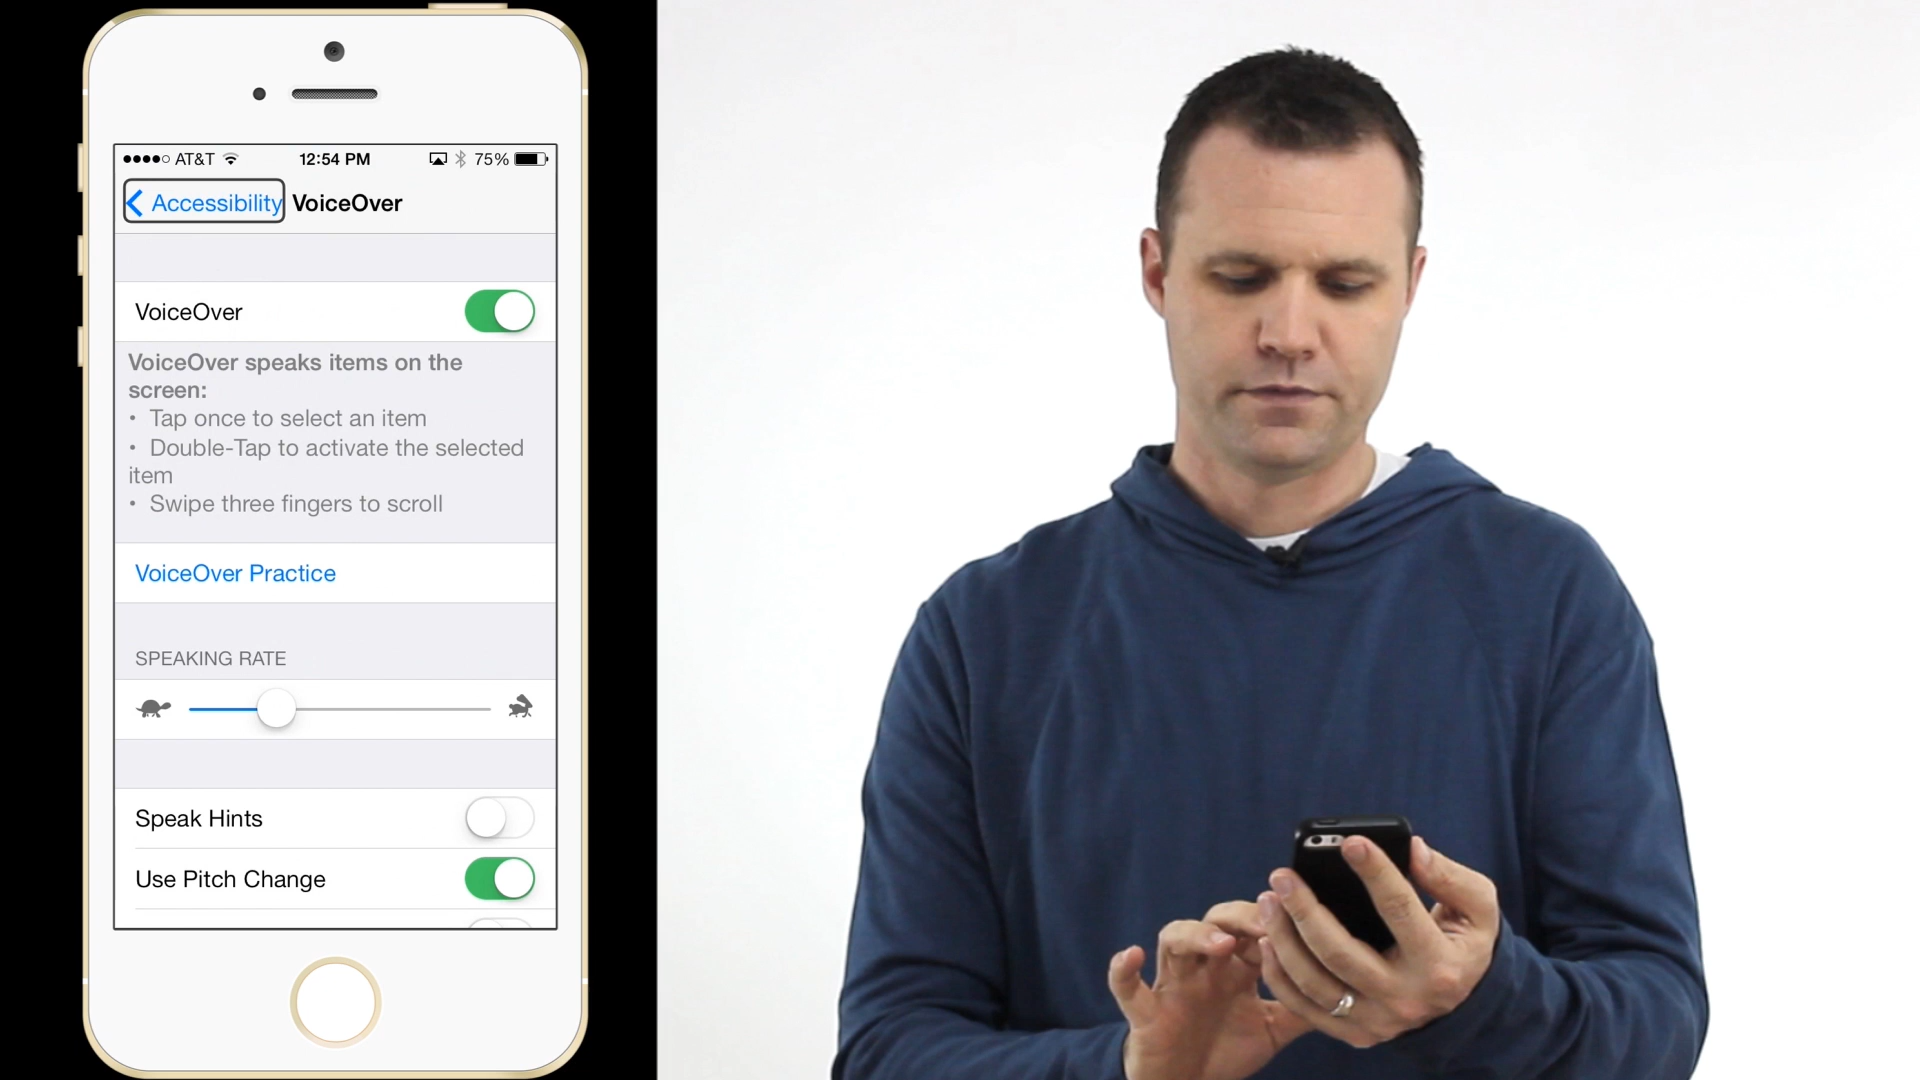 AT&T 12:54 PM 75%
Accessibility VoiceOver
VoiceOver
VoiceOver speaks items on the
screen:
• Tap once to select an item
• Double-Tap to activate the selected
item
• Swipe three fingers to scroll
VoiceOver Practice
SPEAKING RATE
Speak Hints
Use Pitch Change